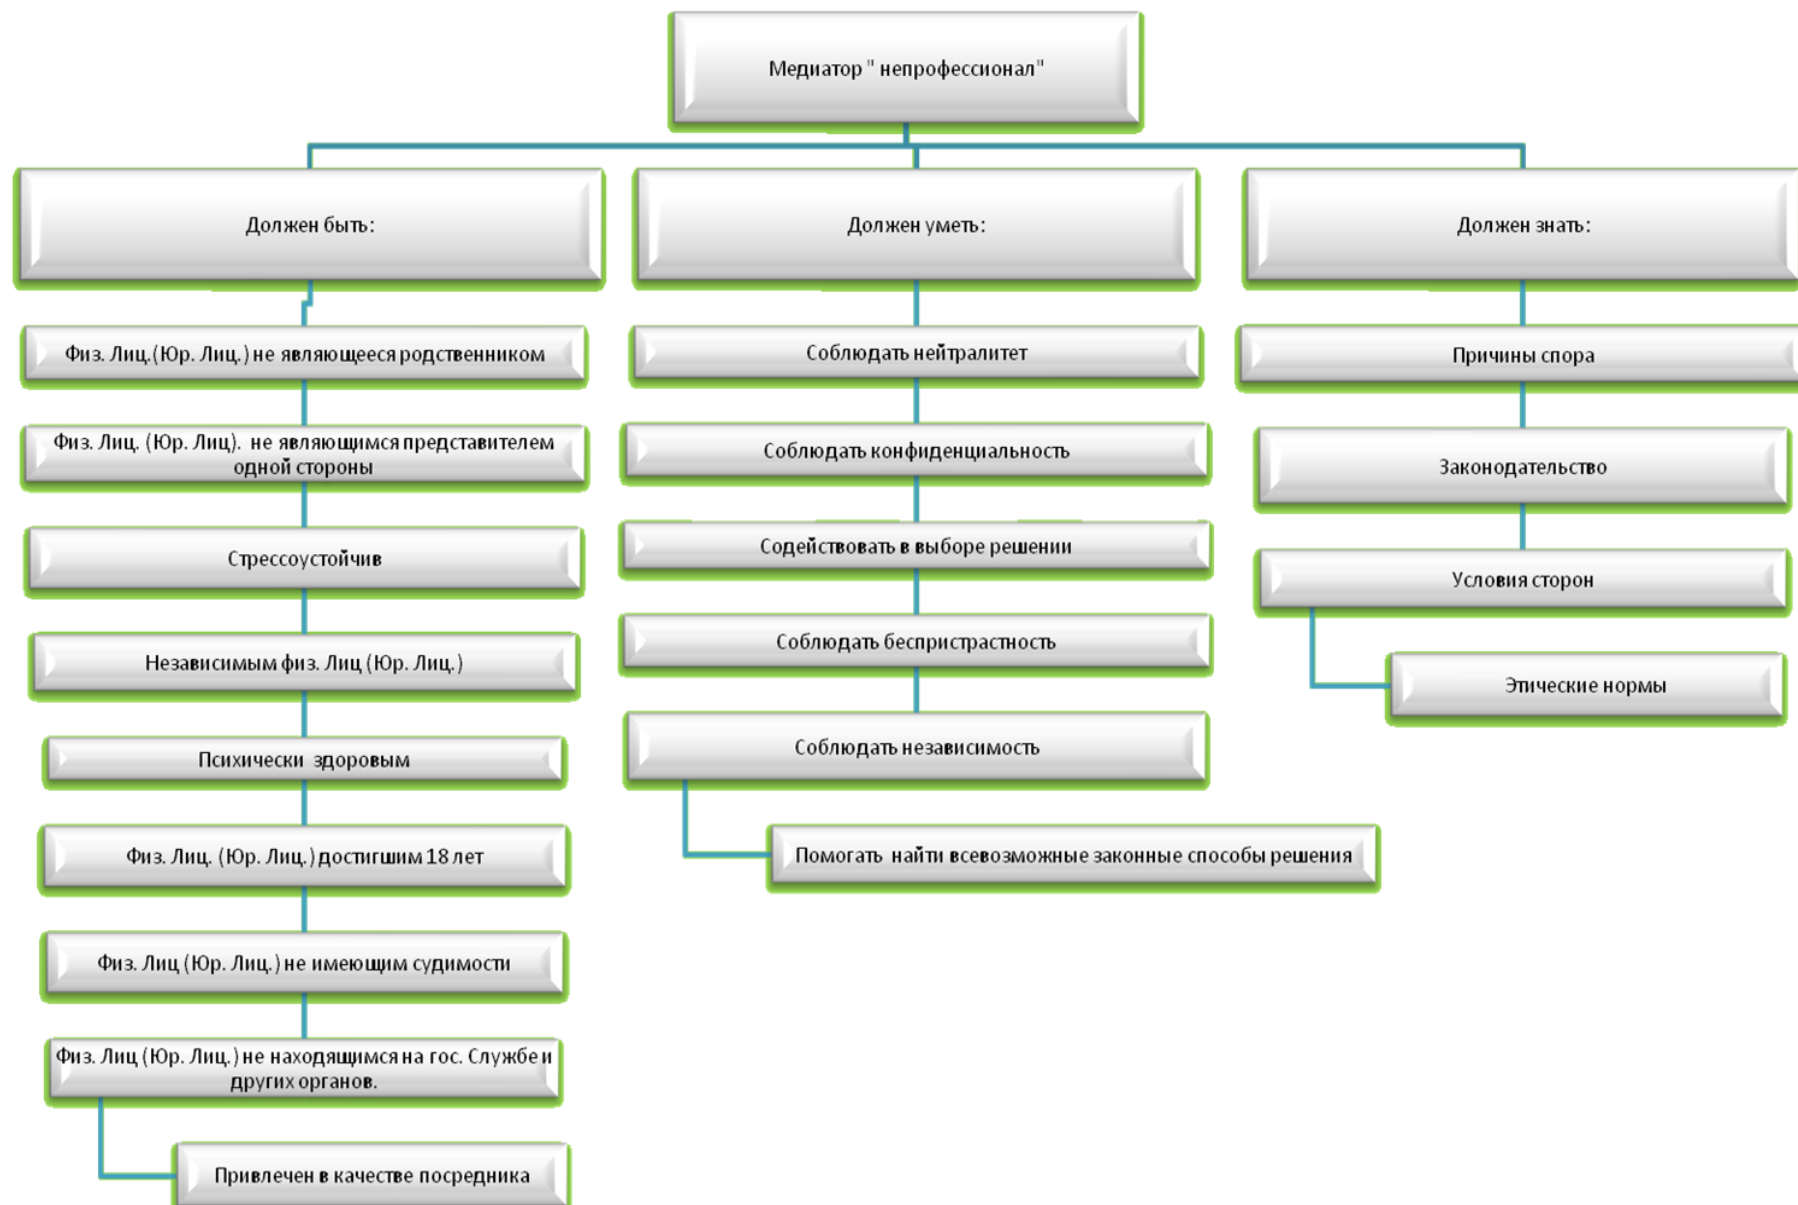 Медиатор " непрофессионал"
Должен быть:
Физ. Лиц.(Юр. Лиц.) не являющееся родственником
Физ. Лиц. (Юр. Лиц). не являющимся представителем
одной стороны
Стрессоустойчив
Независимым физ. Лиц (Юр. Лиц.)
Психически здоровым
Физ. Лиц. (Юр. Лиц.) достигшим 18 лет
Физ. Лиц (Юр. Лиц.) не имеющим судимости
Физ. Лиц (Юр. Лиц.) не находящимся на гос. Службе и
других органов.
Привлечен в качестве посредника
Должен уметь:
Соблюдать нейтралитет
Соблюдать конфиденциальность
Содействовать в выборе решении
Соблюдать беспристрастность
Соблюдать независимость
Помогать найти всевозможные законные способы решения
Должен знать:
Причины спора
Законодательство
Условия сторон
Этические нормы